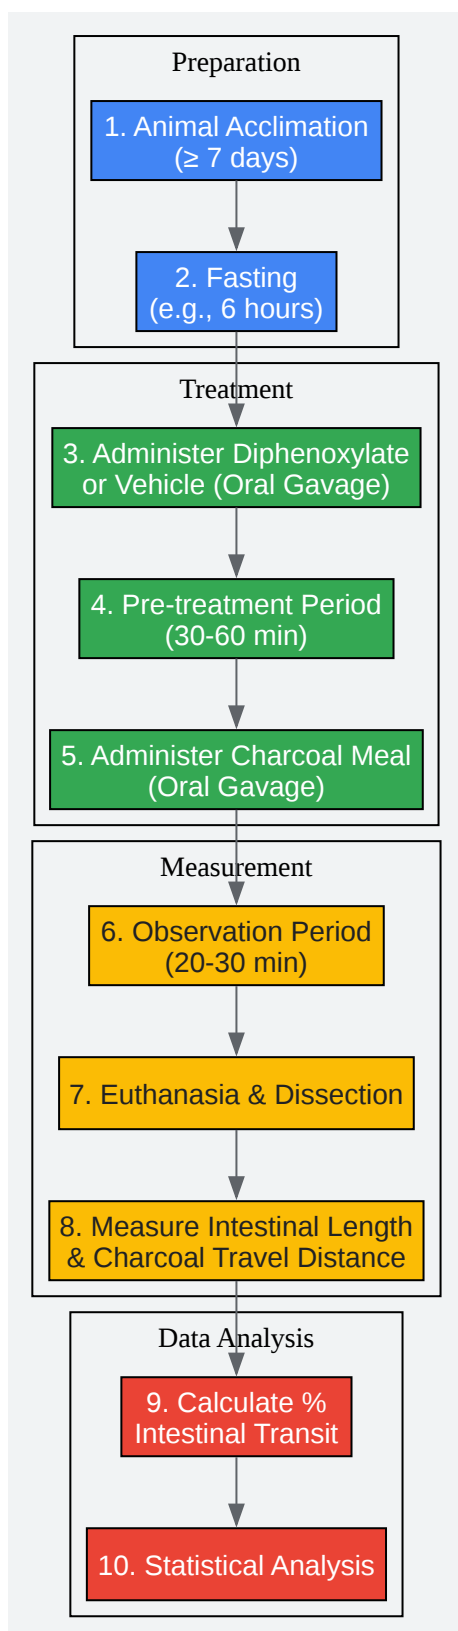 Preparation
1. Animal Acclimation
(≥ 7 days)
2. Fasting
(e.g., 6 hours)
Treatment
3. Administer Diphenoxylate
or Vehicle (Oral Gavage)
4. Pre-treatment Period
(30-60 min)
5. Administer Charcoal Meal
(Oral Gavage)
Measurement
6. Observation Period
(20-30 min)
7. Euthanasia & Dissection
8. Measure Intestinal Length
& Charcoal Travel Distance
Data Analysis
9. Calculate %
Intestinal Transit
10. Statistical Analysis